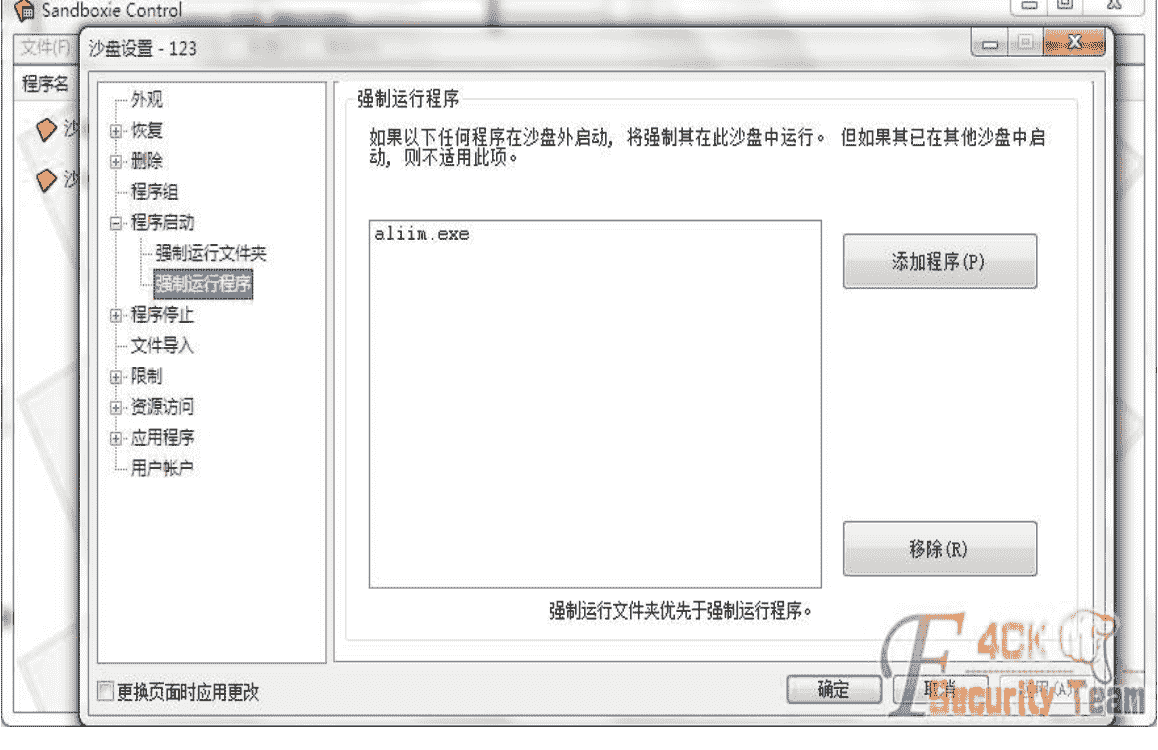 Sandboxie Control
文件(F)
沙盘设置 - 123
程序名
沙
沙
外观
恢复
删除
程序组
程序启动
强制运行文件夹
强制运行程序
程序停止
文件导入
限制
资源访问
应用程序
用户帐户
强制运行程序
如果以下任何程序在沙盘外启动, 将强制其在此沙盘中运行。 但如果其已在其他沙盘中启
动, 则不适用此项。
aliim.exe
添加程序(P)
移除(R)
强制运行文件夹优先于强制运行程序。
更换页面时应用更改
确定
取消
(A)
F4CK
Security Team